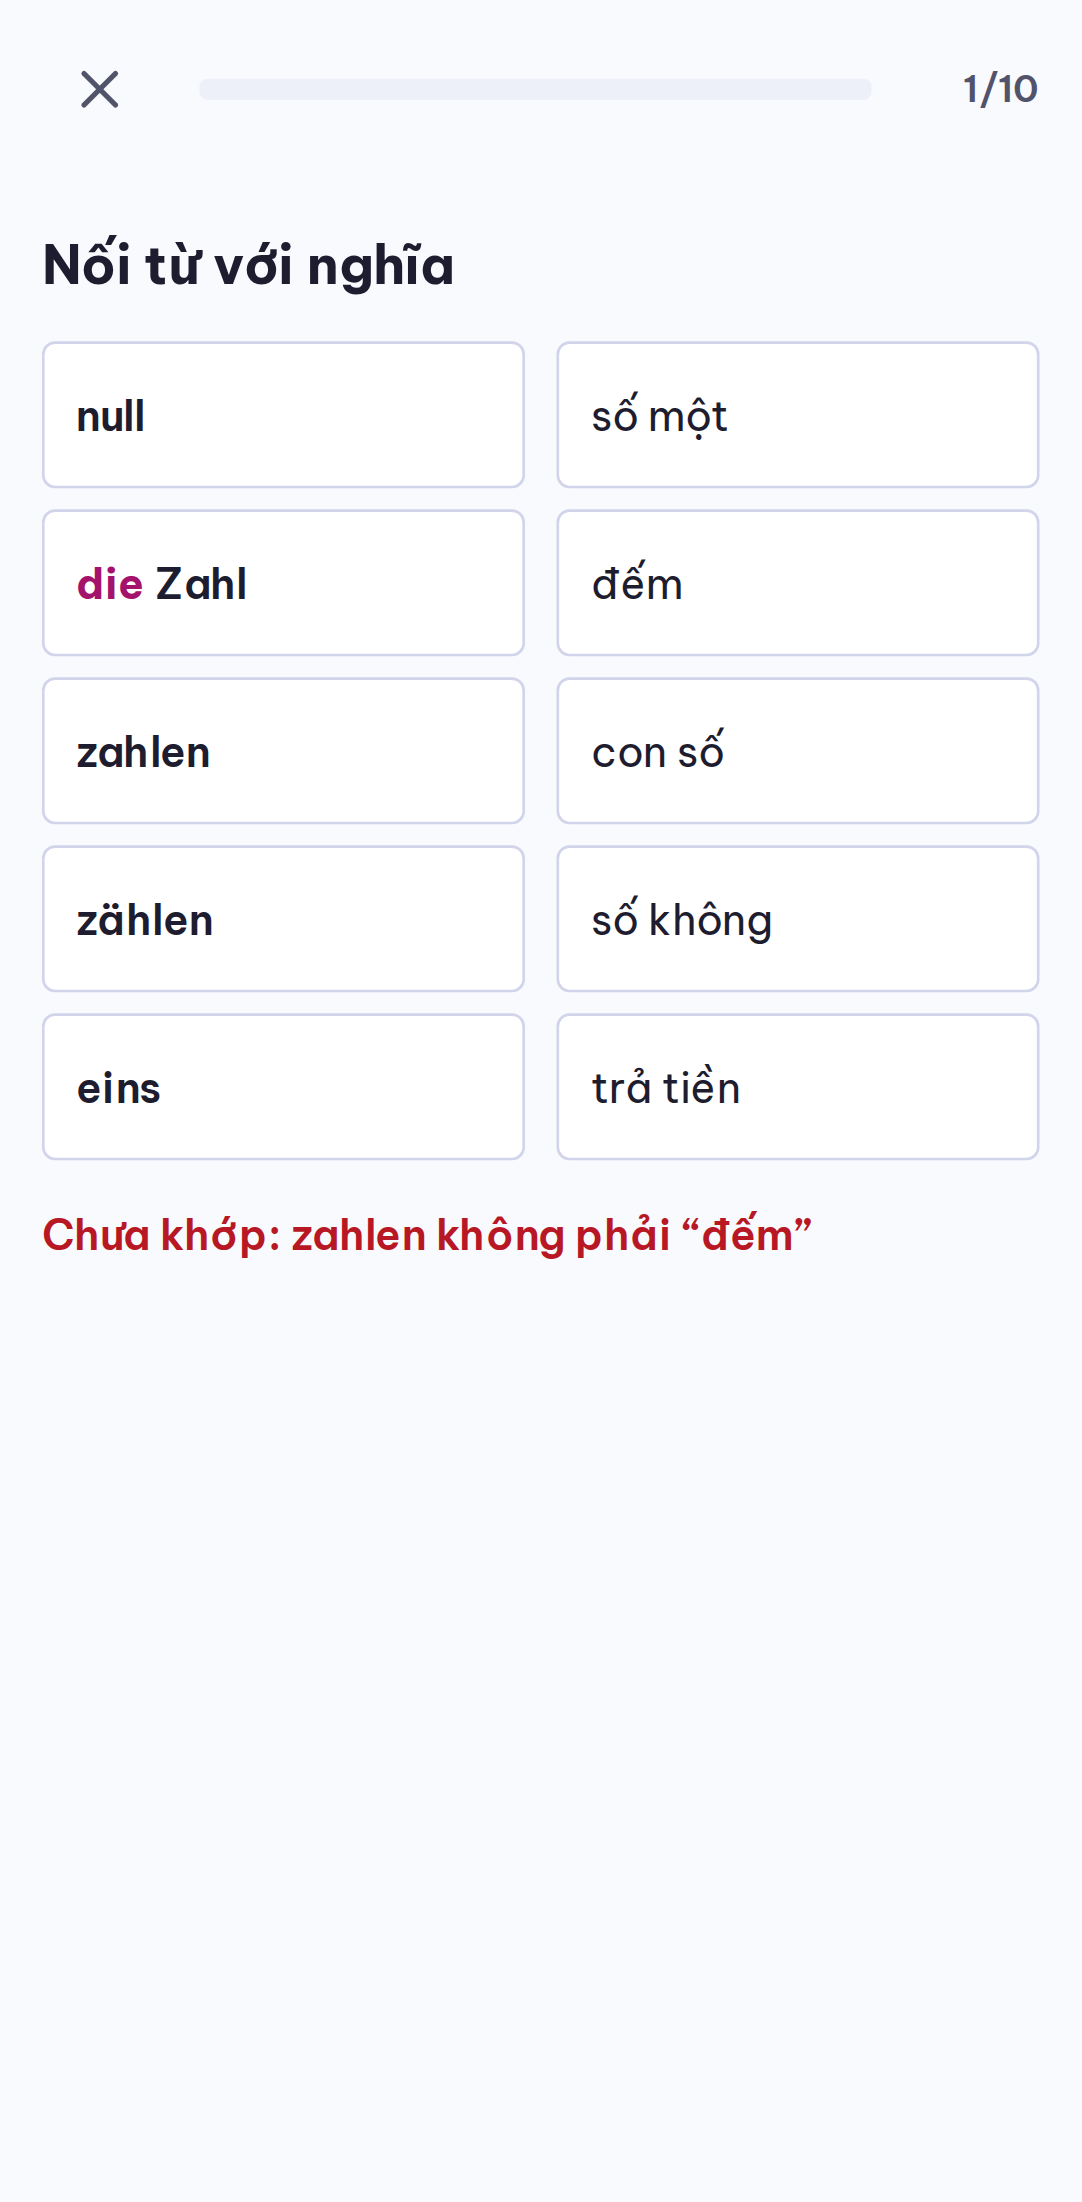 1/10
Nối từ với nghĩa
null
số một
die Zahl
đếm
zahlen
con số
zählen
số không
eins
trả tiền
Chưa khớp: zahlen không phải “đếm”